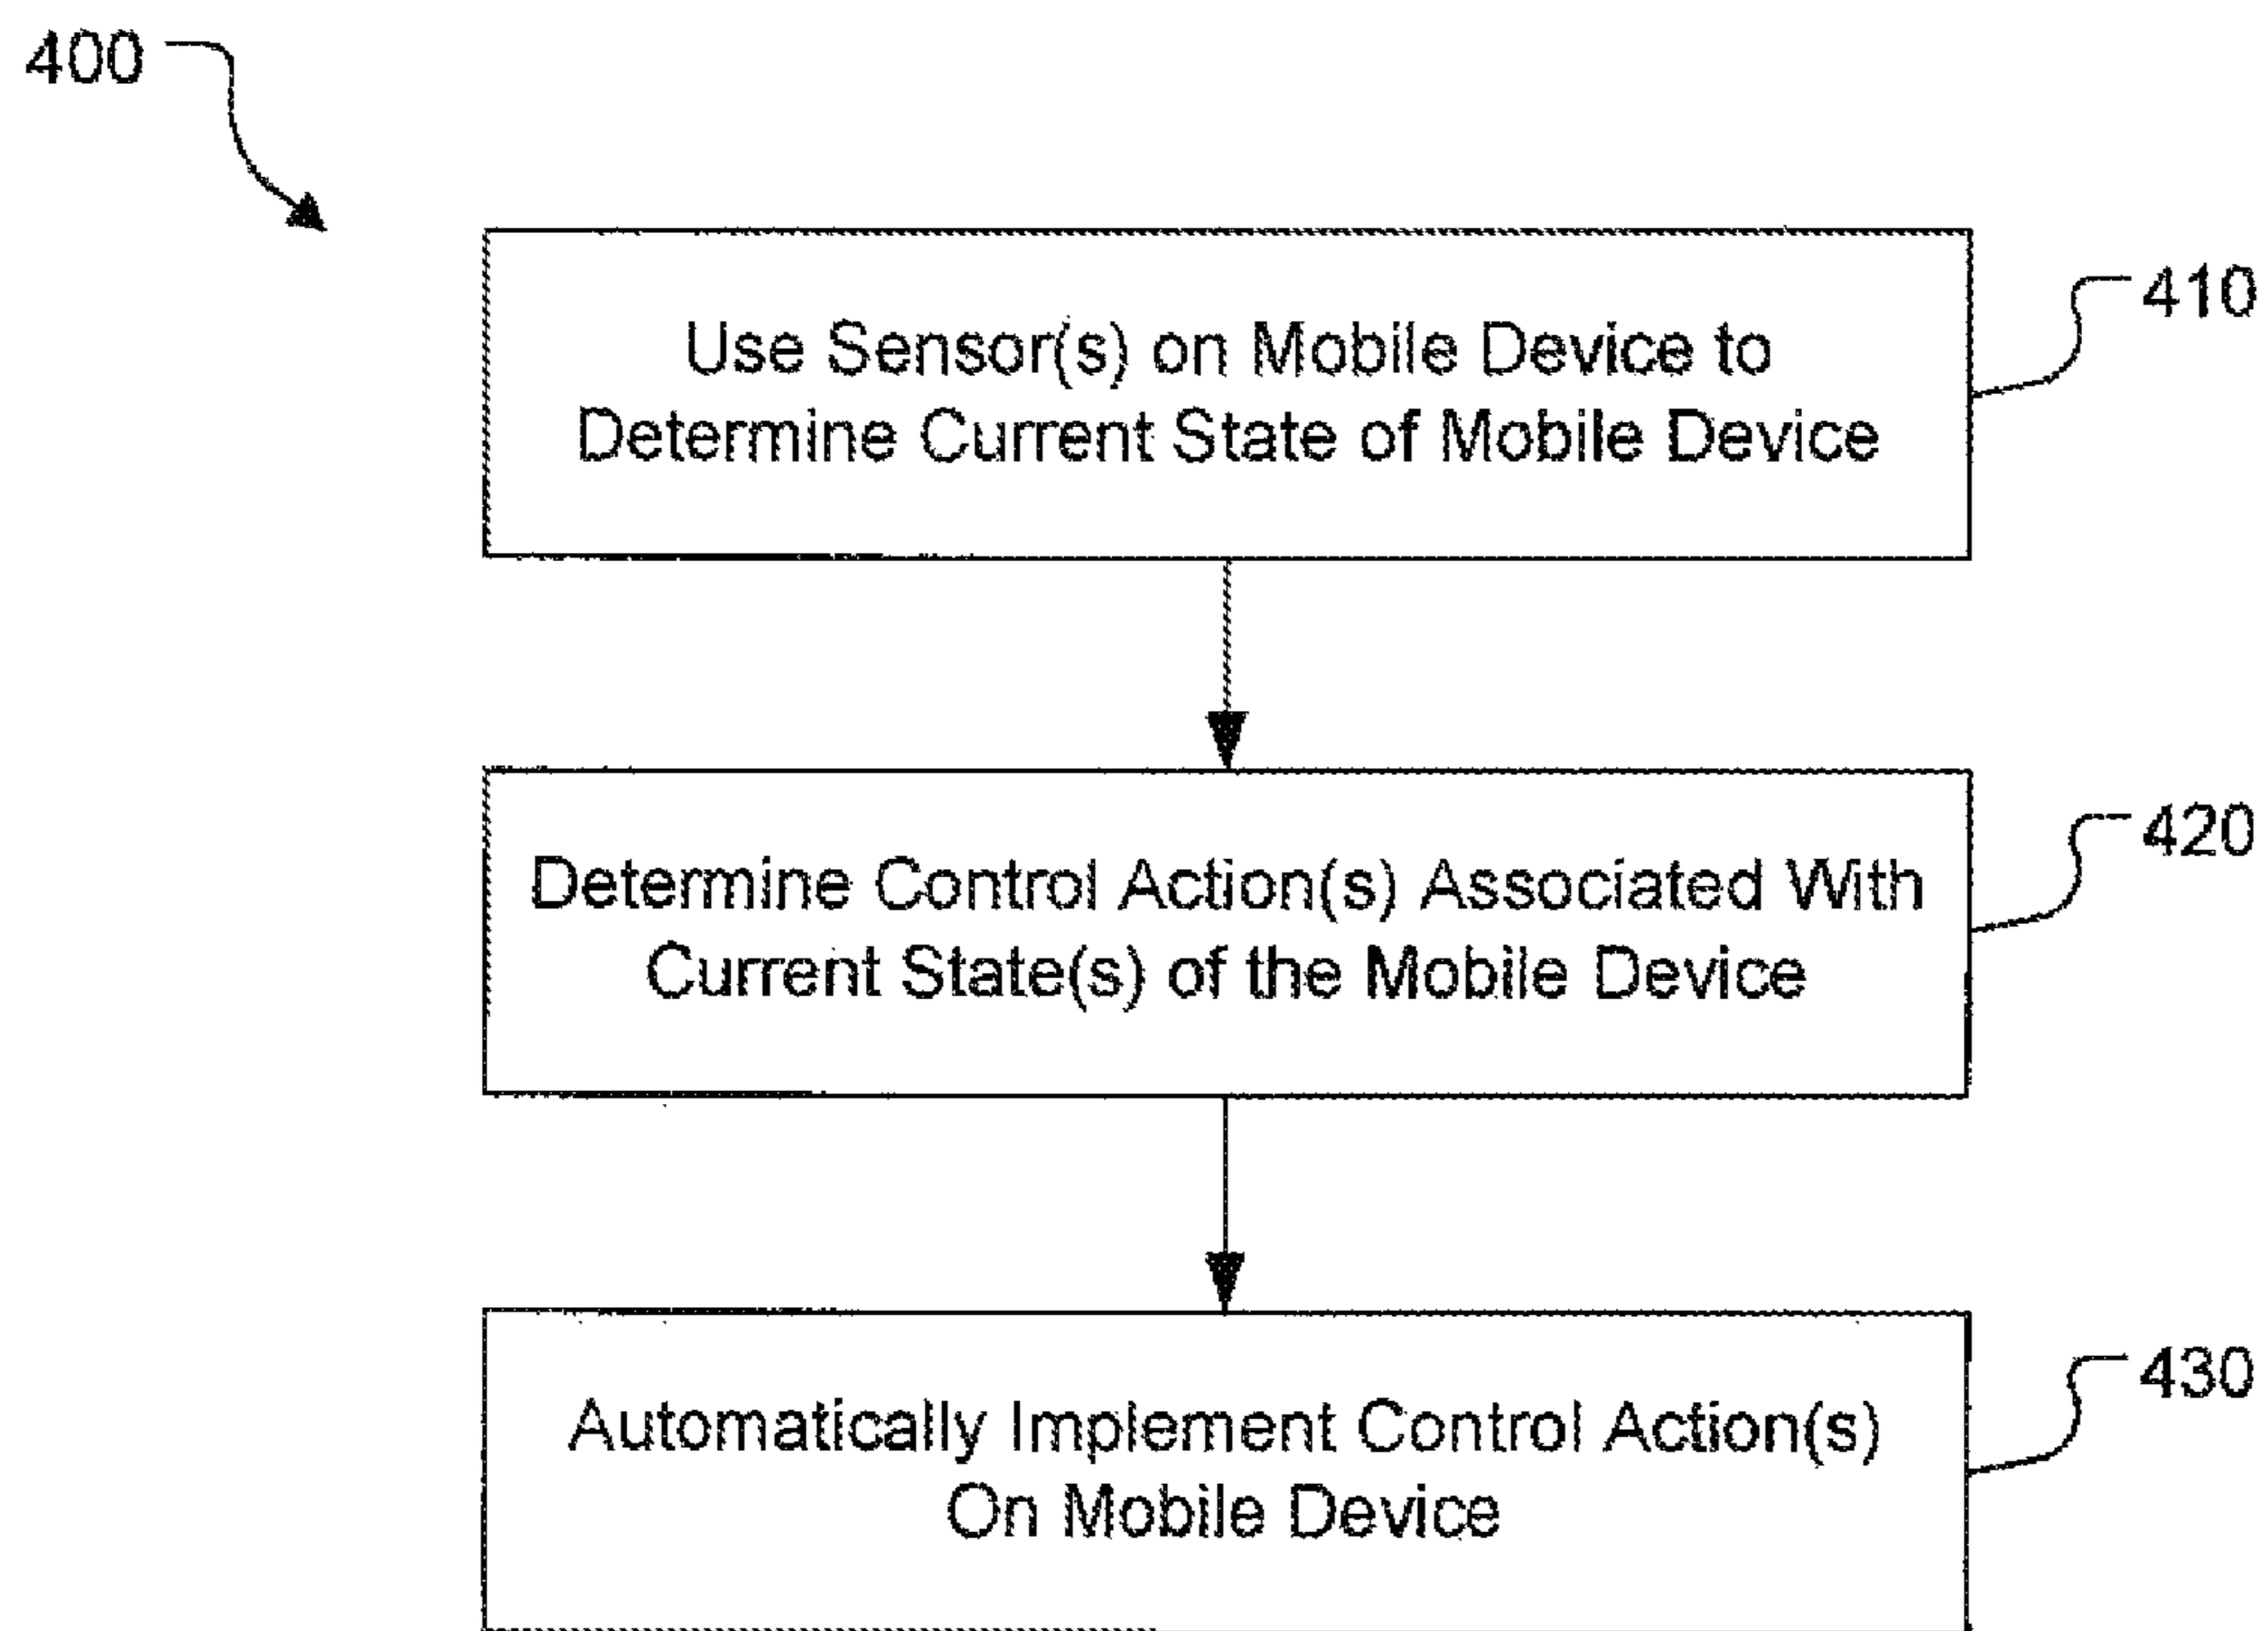 400
410
Use Sensor(s) on Mobile Device to
Determine Current State of Mobile Device
420
Determine Control Action(s) Associated With
Current State(s) of the Mobile Device
430
Automatically Implement Control Action(s)
On Mobile Device